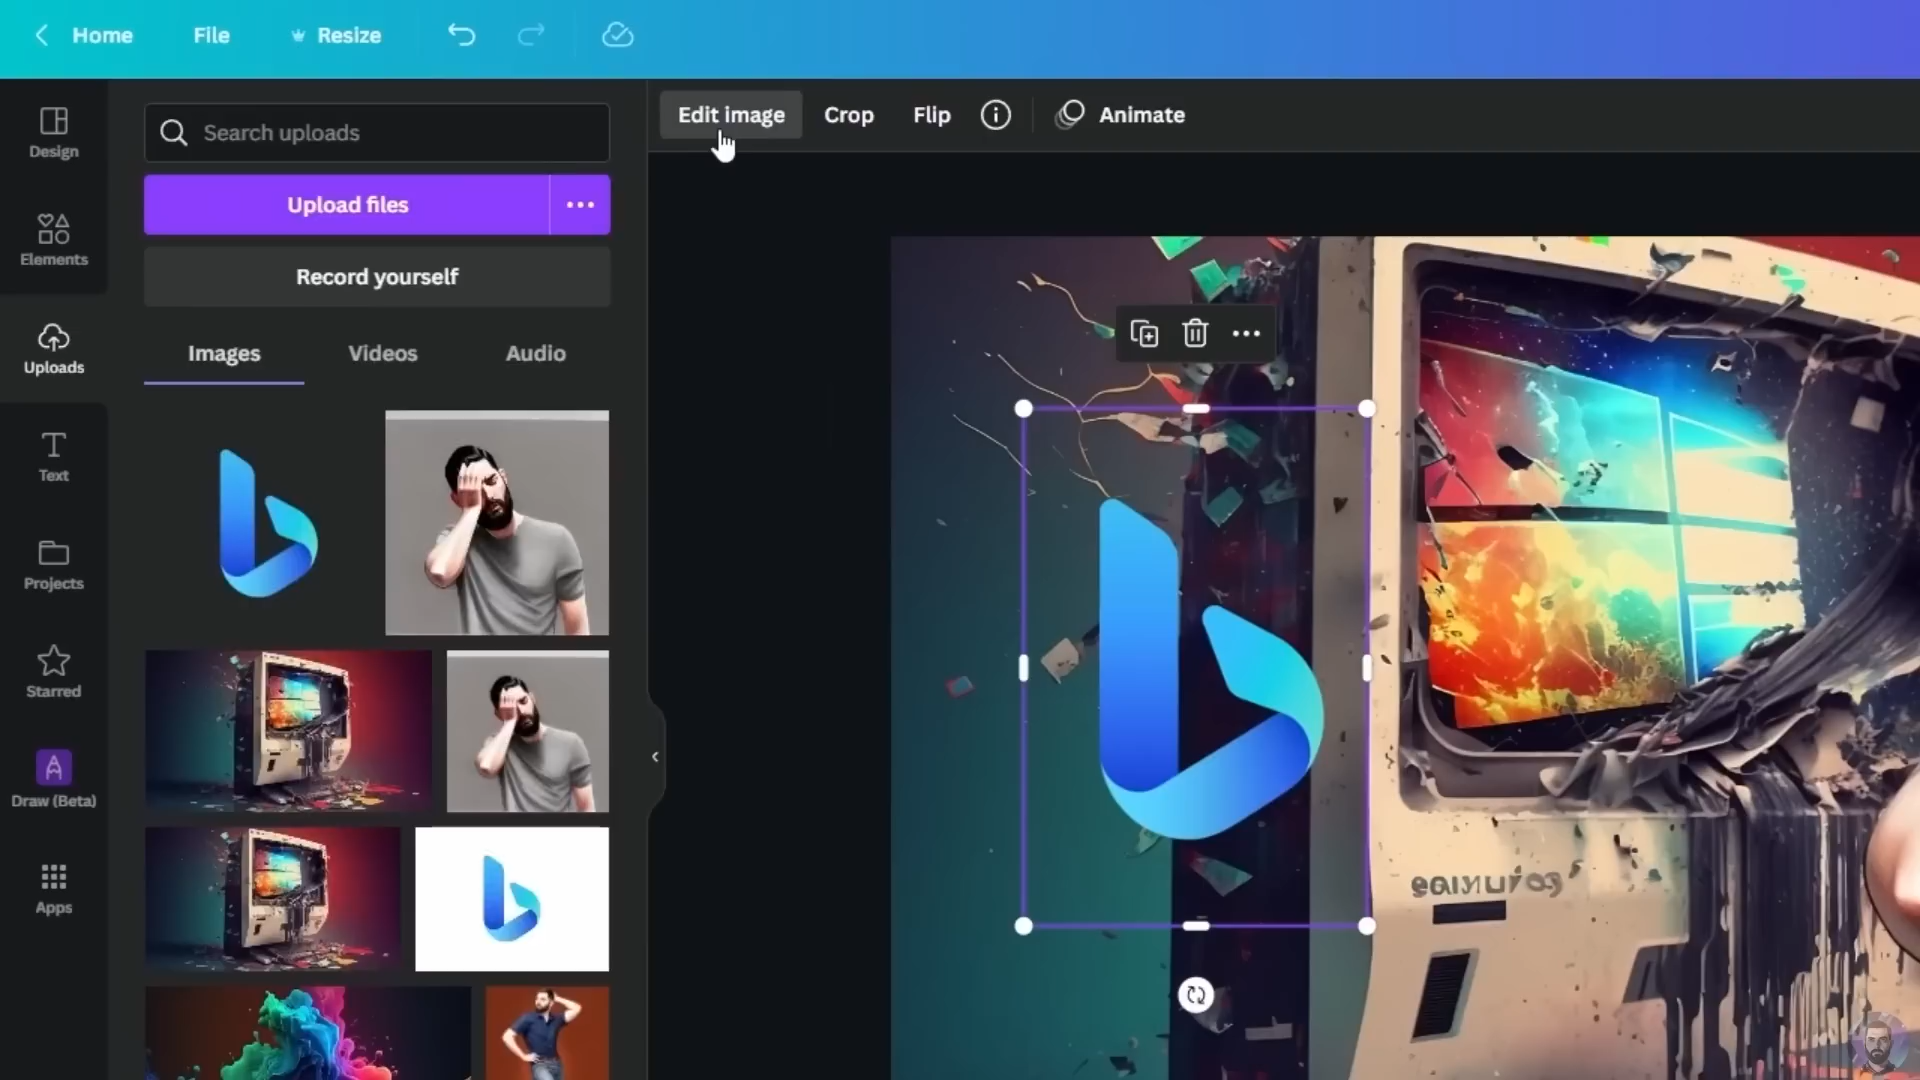 Home File Resize
Edit image Crop Flip Animate
Search uploads
Upload files
Record yourself
Images Videos Audio
Design
Elements
Uploads
Text
Projects
Starred
Draw (Beta)
Apps